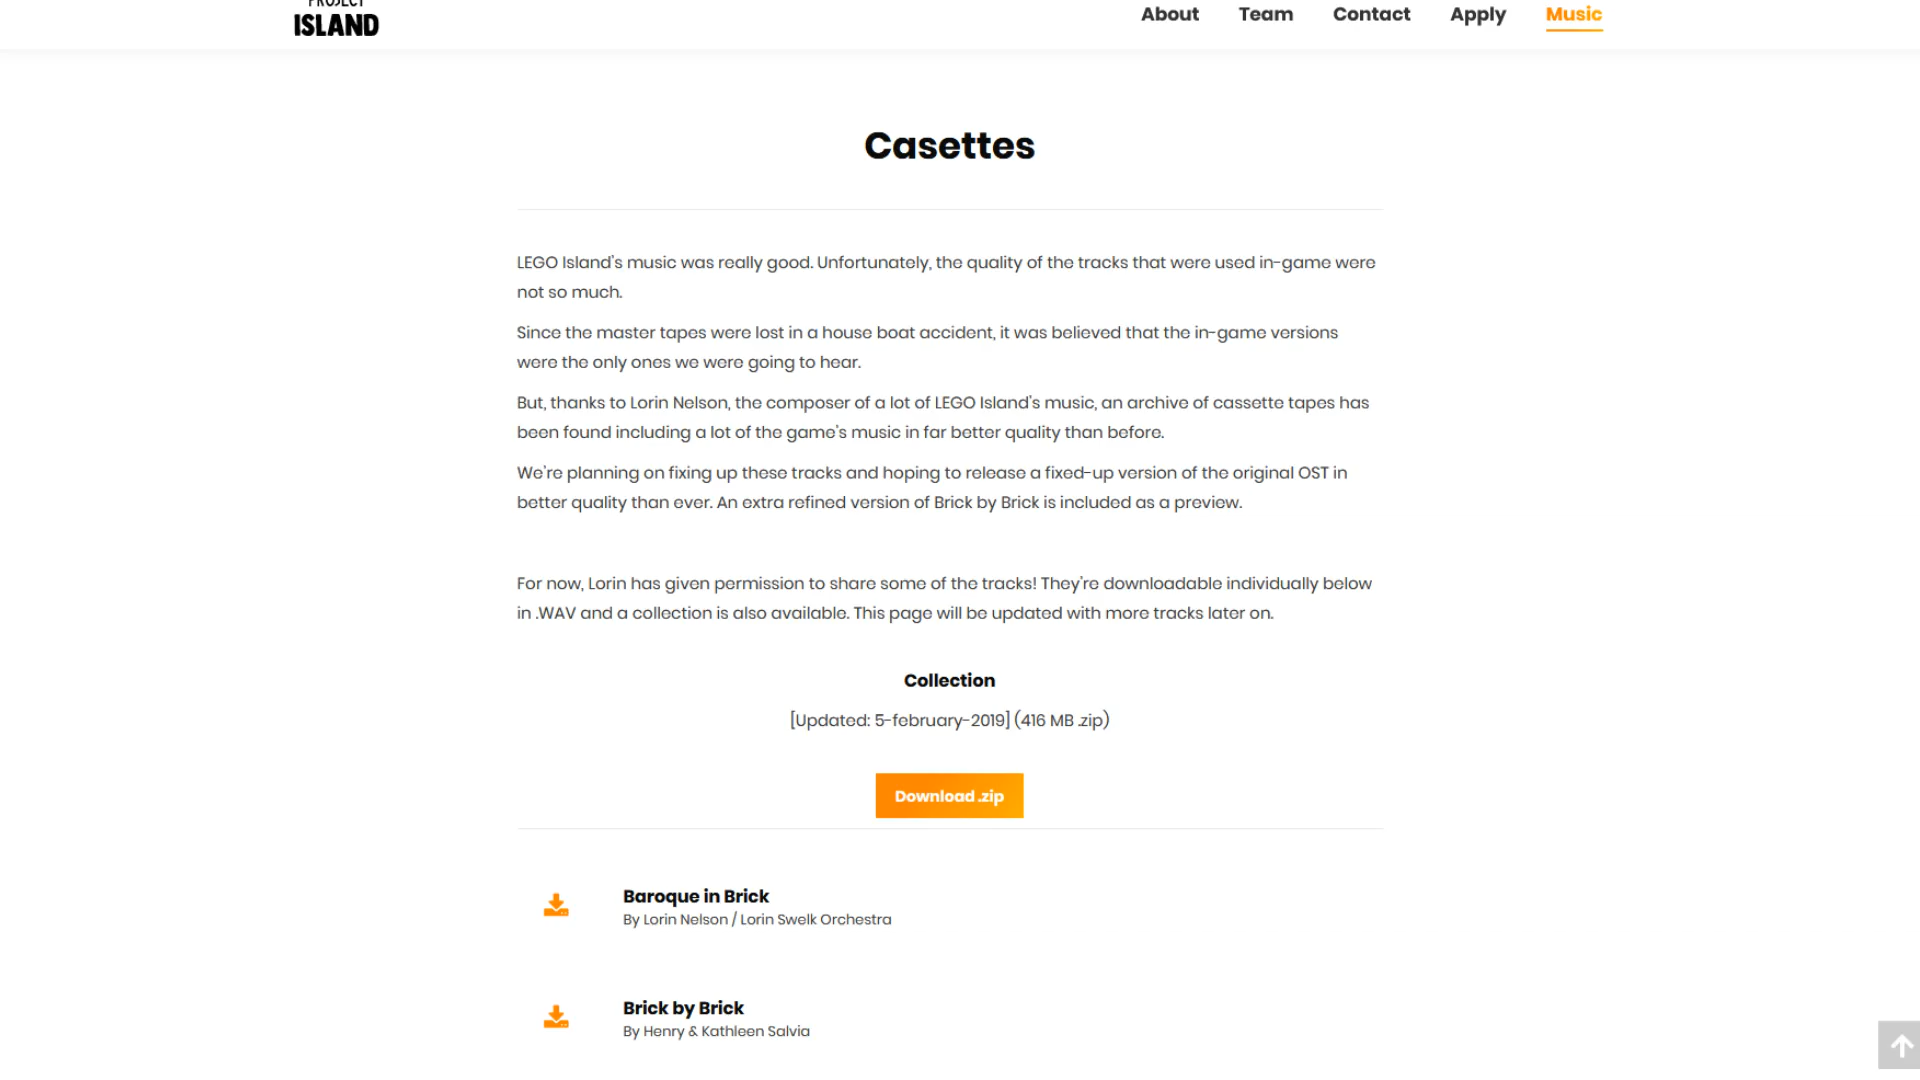 PROJECT
ISLAND
About Team Contact Apply Music
Casettes
LEGO Island's music was really good. Unfortunately, the quality of the tracks that were used in-game were
not so much.
Since the master tapes were lost in a house boat accident, it was believed that the in-game versions
were the only ones we were going to hear.
But, thanks to Lorin Nelson, the composer of a lot of LEGO Island's music, an archive of cassette tapes has
been found including a lot of the game's music in far better quality than before.
We're planning on fixing up these tracks and hoping to release a fixed-up version of the original OST in
better quality than ever. An extra refined version of Brick by Brick is included as a preview.
For now, Lorin has given permission to share some of the tracks! They're downloadable individually below
in .WAV and a collection is also available. This page will be updated with more tracks later on.
Collection
[Updated: 5-february-2019] (416 MB .zip)
Download .zip
Baroque in Brick
By Lorin Nelson / Lorin Swelk Orchestra
Brick by Brick
By Henry & Kathleen Salvia